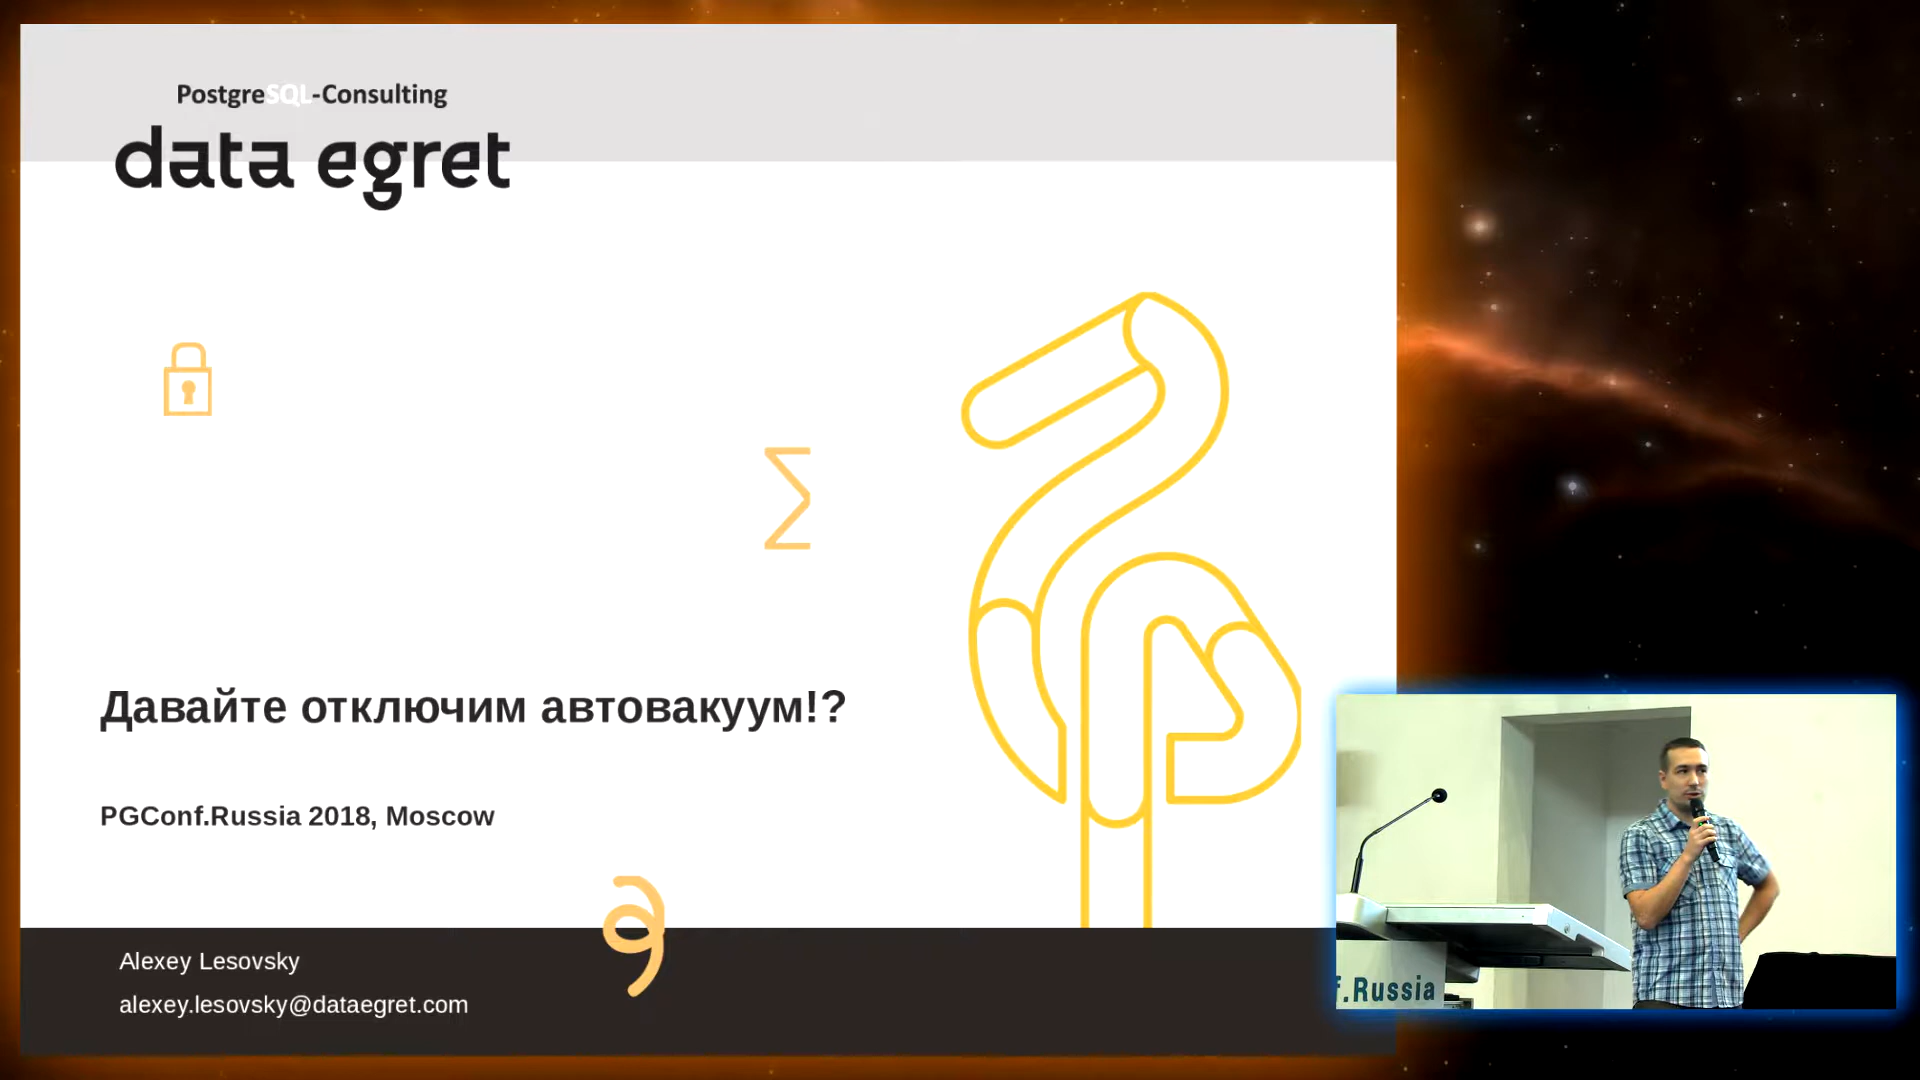 PostgreSQL-Consulting
data egret
Давайте отключим автовакуум!?
PGConf.Russia 2018, Moscow
Alexey Lesovsky
alexey.lesovsky@dataegret.com
f.Russia